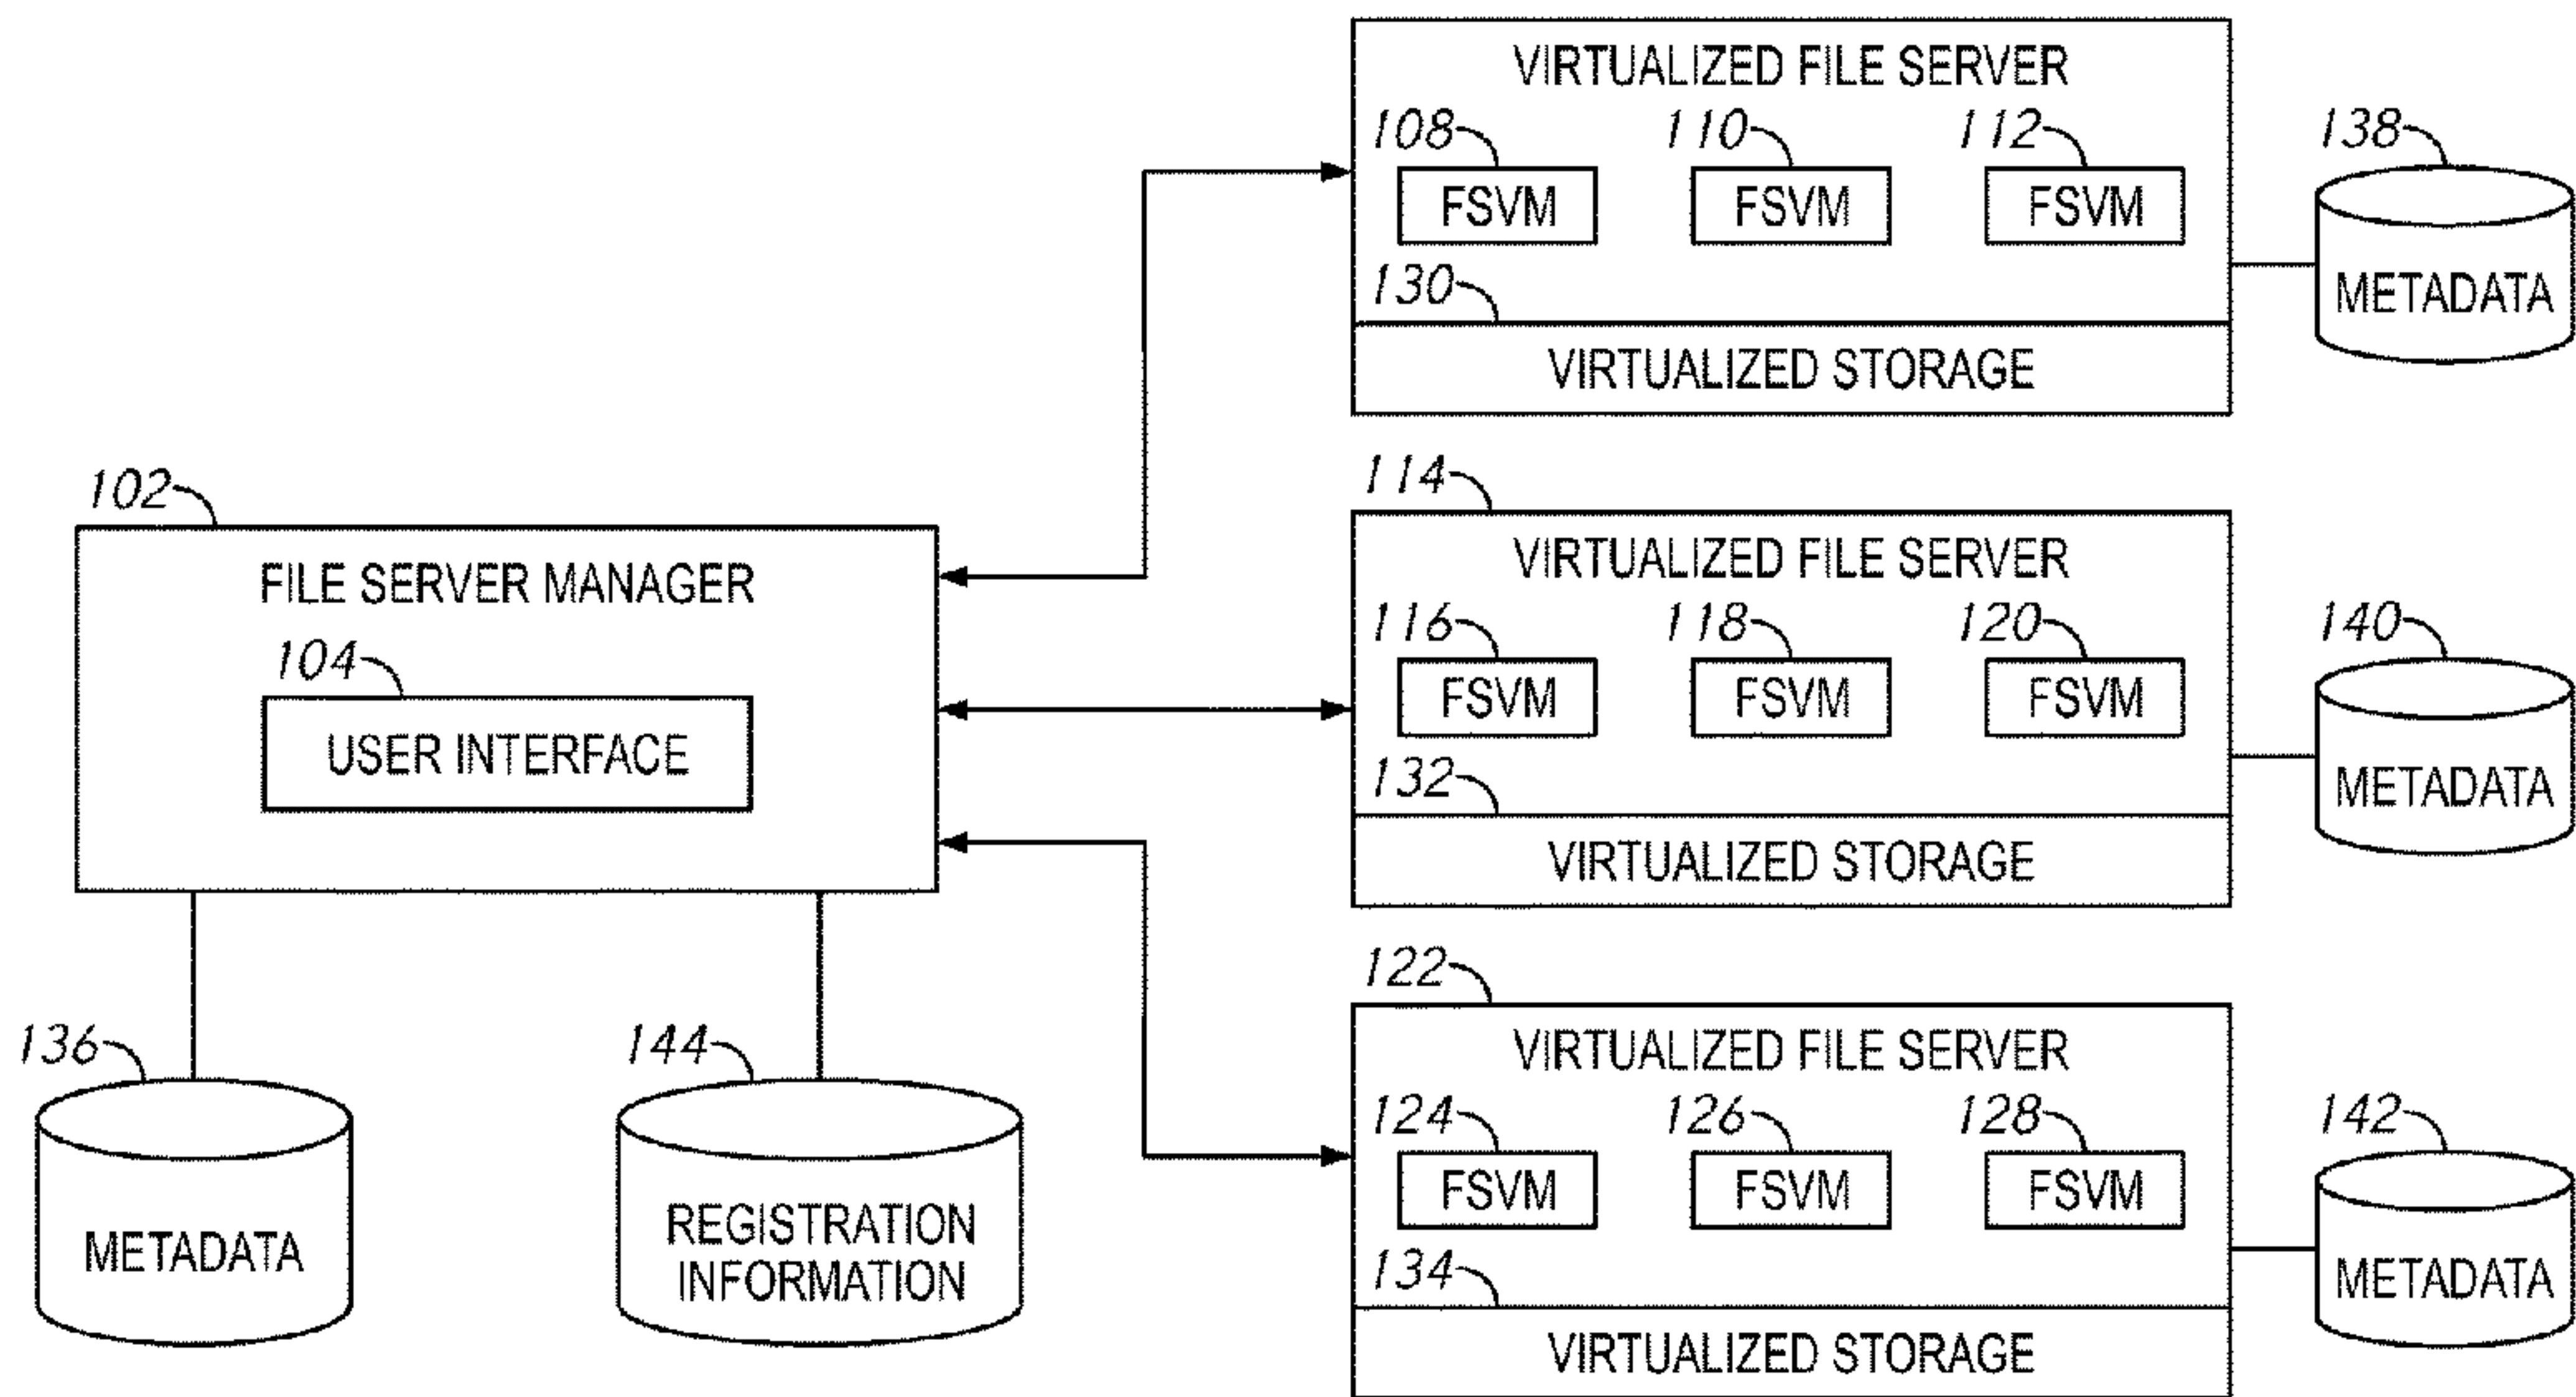 VIRTUALIZED FILE SERVER
108 110 112
FSVM FSVM FSVM
130
VIRTUALIZED STORAGE
138
METADATA
102
FILE SERVER MANAGER
104
USER INTERFACE
114
VIRTUALIZED FILE SERVER
116 118 120
FSVM FSVM FSVM
132
VIRTUALIZED STORAGE
140
METADATA
136
METADATA
144
REGISTRATION
INFORMATION
122
VIRTUALIZED FILE SERVER
124 126 128
FSVM FSVM FSVM
134
VIRTUALIZED STORAGE
142
METADATA